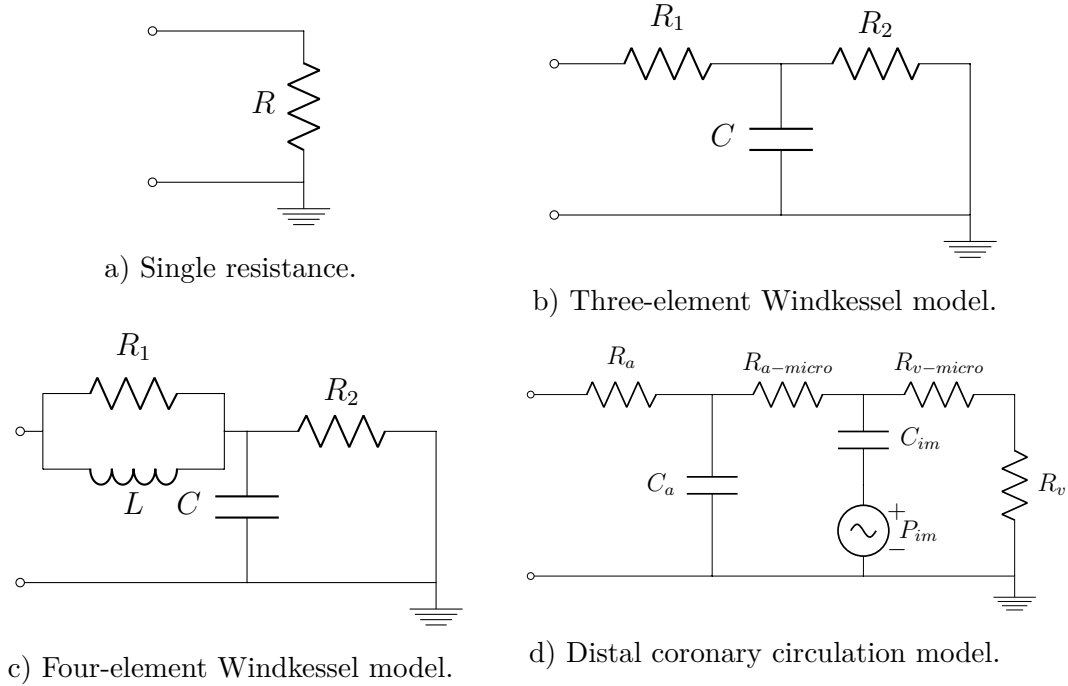 R
a) Single resistance.
R₁
R₂
C
b) Three-element Windkessel model.
R₁
R₂
L
C
c) Four-element Windkessel model.
Rₐ
Rₐ₋micro
Rᵥ₋micro
Cᵢₘ
Cₐ
Rᵥ
+
Pᵢₘ
−
d) Distal coronary circulation model.